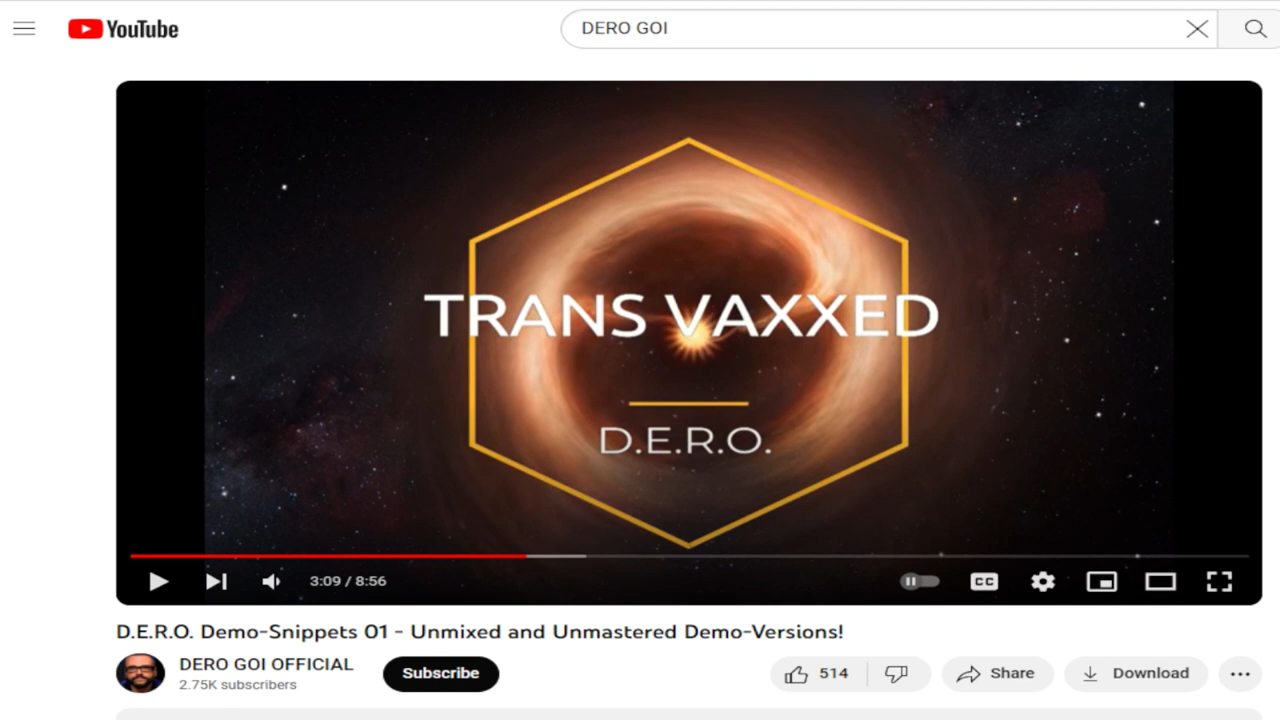 YouTube
DERO GOI
TRANS VAXXED
D.E.R.O.
3:09 / 8:56
CC
D.E.R.O. Demo-Snippets 01 - Unmixed and Unmastered Demo-Versions!
DERO GOI OFFICIAL
2.75K subscribers
Subscribe
514
Share
Download